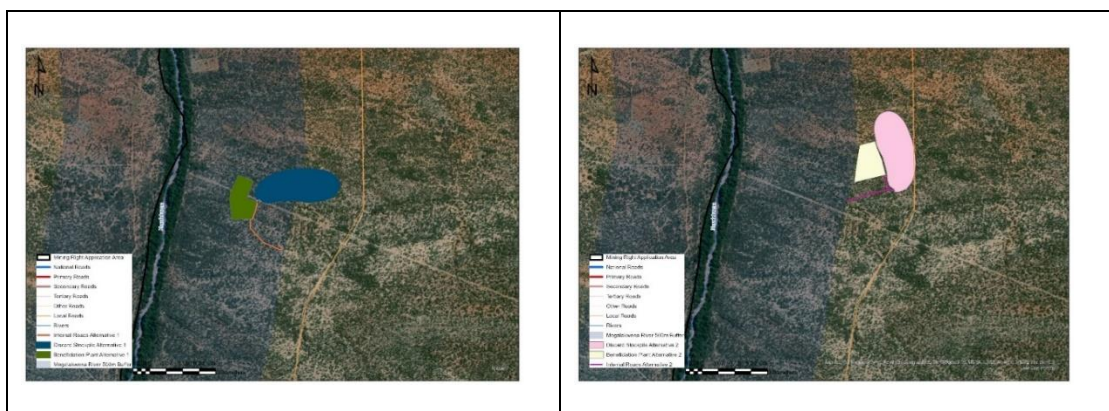 Mining Right Application Area
National Roads
Primary Roads
Secondary Roads
Tertiary Roads
Other Roads
Local Roads
Rivers
Internal Roads Alternative 1
Discard Stockpile Alternative 1
Beneficiation Plant Alternative 1
Mogalakwena River 500m Buffer
Mining Right Application Area
National Roads
Primary Roads
Secondary Roads
Tertiary Roads
Other Roads
Local Roads
Rivers
Mogalakwena River 500m Buffer
Discard Stockpile Alternative 2
Beneficiation Plant Alternative 2
Internal Roads Alternative 2